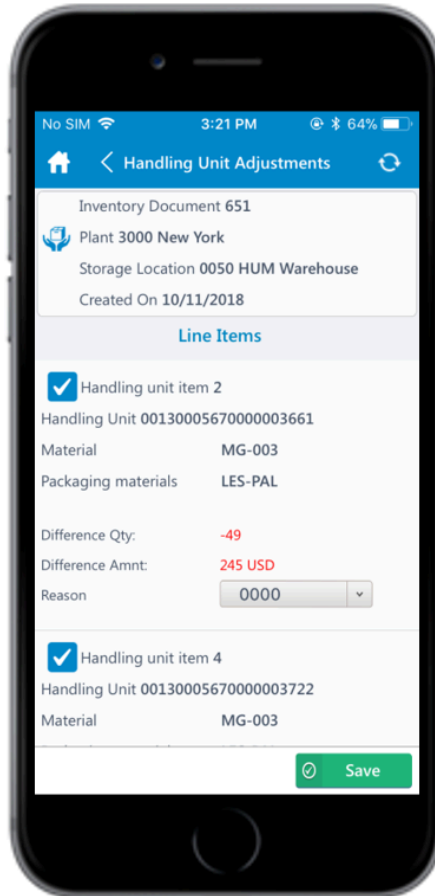 No SIM 3:21 PM 64%
Handling Unit Adjustments
Inventory Document 651
Plant 3000 New York
Storage Location 0050 HUM Warehouse
Created On 10/11/2018
Line Items
Handling unit item 2
Handling Unit 00130005670000003661
Material MG-003
Packaging materials LES-PAL
Difference Qty: -49
Difference Amnt: 245 USD
Reason 0000
Handling unit item 4
Handling Unit 00130005670000003722
Material MG-003
Save